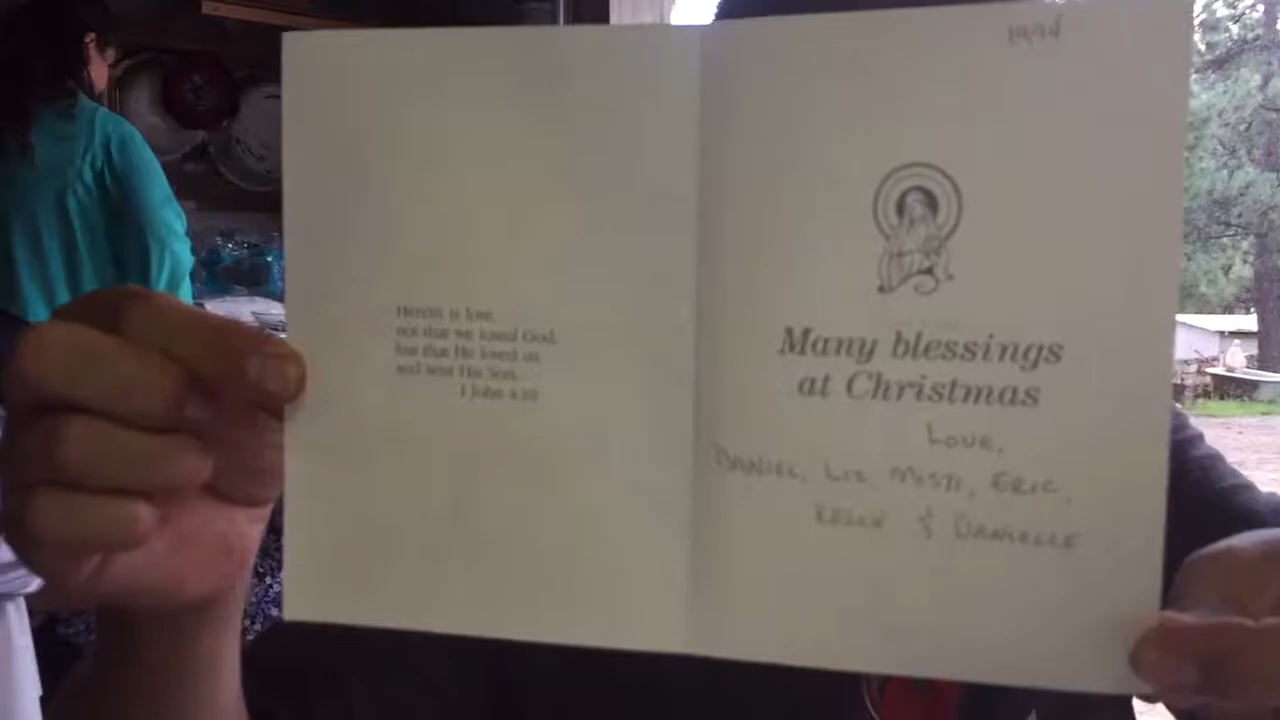 Herein is love,
not that we loved God,
but that He loved us
and sent His Son...
I John 4:10
1994
Many blessings
at Christmas
Love,
DANIEL, LIZ, MISTI, ERIC,
KELLY & DANIELLE